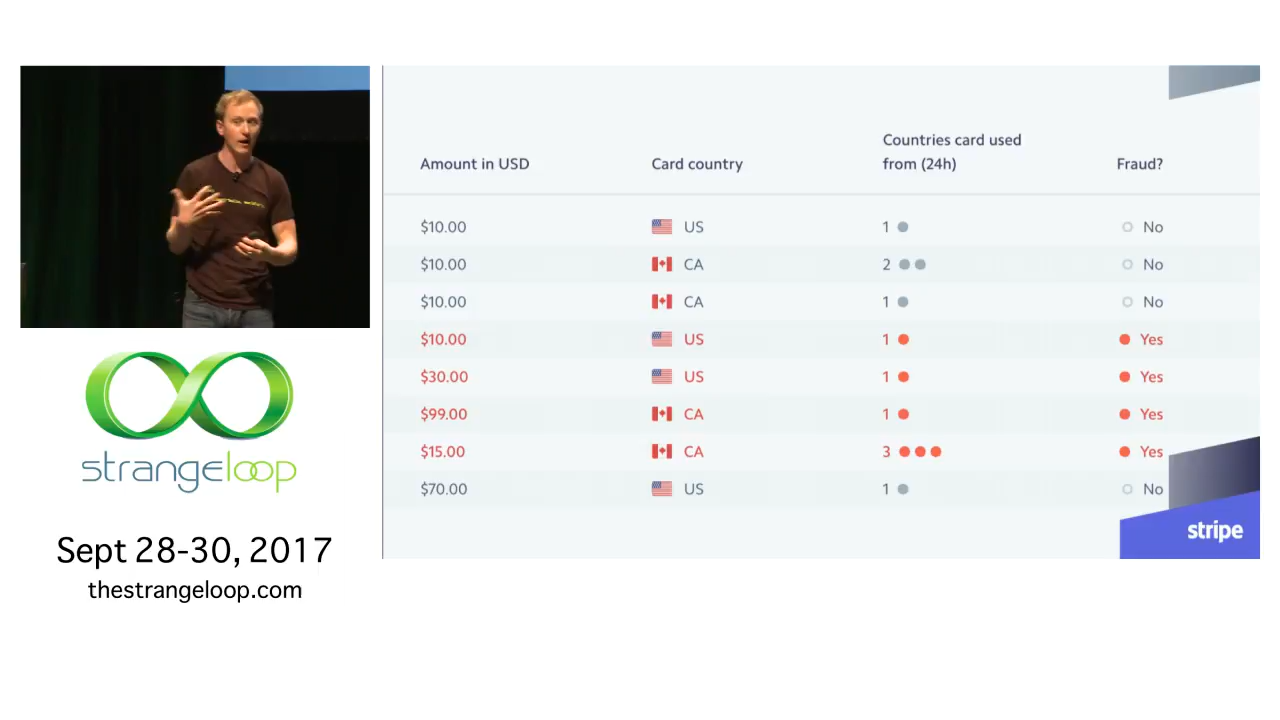 Countries card used
Amount in USD Card country from (24h) Fraud?
$10.00 US 1 No
$10.00 CA 2 No
$10.00 CA 1 No
$10.00 US 1 Yes
$30.00 US 1 Yes
$99.00 CA 1 Yes
$15.00 CA 3 Yes
$70.00 US 1 No
stripe
strangeloop
Sept 28-30, 2017
thestrangeloop.com